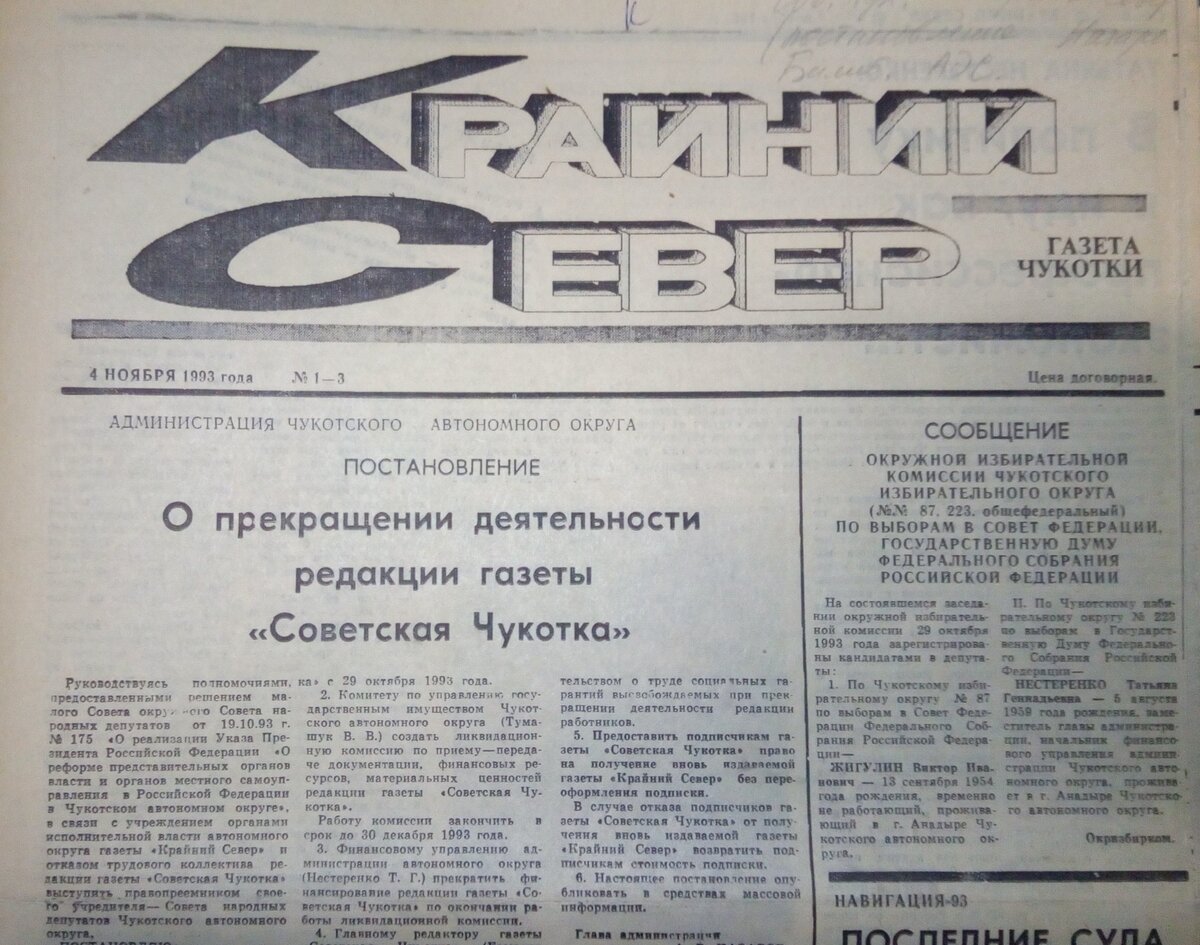 КРАЙНИЙ
СЕВЕР
ГАЗЕТА
ЧУКОТКИ
4 НОЯБРЯ 1993 года № 1—3
Цена договорная.
АДМИНИСТРАЦИЯ ЧУКОТСКОГО АВТОНОМНОГО ОКРУГА
ПОСТАНОВЛЕНИЕ
О прекращении деятельности
редакции газеты
«Советская Чукотка»
Руководствуясь полномочиями,
предоставленными решением ма-
лого Совета окружного Совета на-
родных депутатов от 19.10.93 г.
№ 175 «О реализации Указа Пре-
зидента Российской Федерации «О
реформе представительных органов
власти и органов местного самоуп-
равления в Российской Федерации
в Чукотском автономном округе»,
в связи с учреждением органами
исполнительной власти автономного
округа газеты «Крайний Север» и
отказом трудового коллектива ре-
дакции газеты «Советская Чукотка»
выступить правопреемником свое-
го учредителя— Совета народных
депутатов Чукотского автономного
округа,
ПОСТАНОВЛЯЮ
ка» с 29 октября 1993 года.
2. Комитету по управлению госу-
дарственным имуществом Чукот-
ского автономного округа (Тума-
шук В. В.) создать ликвидацион-
ную комиссию по приему—переда-
че документации, финансовых ре-
сурсов, материальных ценностей
редакции газеты «Советская Чу-
котка».
Работу комиссии закончить в
срок до 30 декабря 1993 года.
3. Финансовому управлению ад-
министрации автономного округа
(Нестеренко Т. Г.) прекратить фи-
нансирование редакции газеты «Со-
ветская Чукотка» по окончании ра-
боты ликвидационной комиссии.
4. Главному редактору газеты
тельством о труде социальных га-
рантий высвобождаемых при прек-
ращении деятельности редакции
работников.
5. Предоставить подписчикам га-
зеты «Советская Чукотка» право
на получение вновь издаваемой
газеты «Крайний Север» без пере-
оформления подписки.
В случае отказа подписчиков га-
зеты «Советская Чукотка» от полу-
чения вновь издаваемой газеты
«Крайний Север» возвратить под-
писчикам стоимость подписки.
6. Настоящее постановление опу-
бликовать в средствах массовой
информации.
Глава администрации
СООБЩЕНИЕ
ОКРУЖНОЙ ИЗБИРАТЕЛЬНОЙ
КОМИССИИ ЧУКОТСКОГО
ИЗБИРАТЕЛЬНОГО ОКРУГА
(№№ 87, 223, общефедеральный)
ПО ВЫБОРАМ В СОВЕТ ФЕДЕРАЦИИ,
ГОСУДАРСТВЕННУЮ ДУМУ
ФЕДЕРАЛЬНОГО СОБРАНИЯ
РОССИЙСКОЙ ФЕДЕРАЦИИ
На состоявшемся заседа-
нии окружной избиратель-
ной комиссии 29 октября
1993 года зарегистрирова-
ны кандидатами в депута-
ты:
1. По Чукотскому изби-
рательному округу № 87
по выборам в Совет Феде-
рации Федерального Соб-
рания Российской Федера-
ции—
ЖИГУЛИН Виктор Ива-
нович — 13 сентября 1954
года рождения, временно
не работающий, прожива-
ющий в г. Анадыре Чу-
котского автономного ок-
руга.
II. По Чукотскому изби-
рательному округу № 223
по выборам в Государст-
венную Думу Федерально-
го Собрания Российской
Федерации—
НЕСТЕРЕНКО Татьяна
Геннадьевна — 5 августа
1959 года рождения, заме-
ститель главы администра-
ции, начальник финансо-
вого управления админи-
страции Чукотского авто-
номного округа, прожива-
ет в г. Анадыре Чукотско-
го автономного округа.
Окризбирком.
НАВИГАЦИЯ-93
ПОСЛЕДНИЕ СУДА